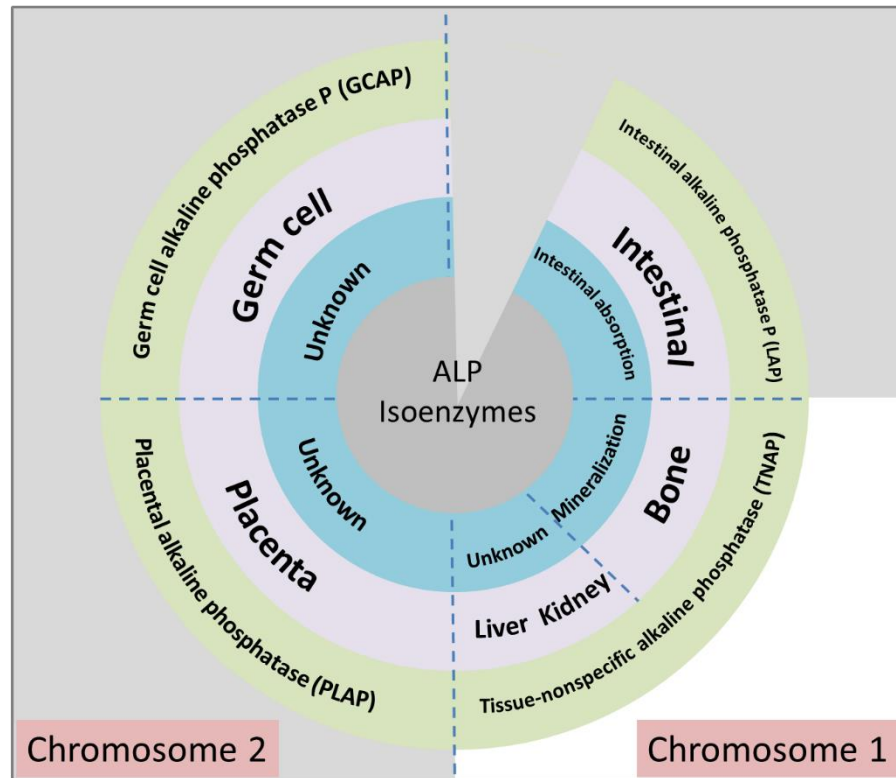 Germ cell alkaline phosphatase P (GCAP)
Germ cell
Unknown
Intestinal alkaline phosphatase P (LAP)
Intestinal
Intestinal absorption
ALP
Isoenzymes
Placental alkaline phosphatase (PLAP)
Placenta
Unknown
Unknown
Mineralization
Bone
Liver Kidney
Tissue-nonspecific alkaline phosphatase (TNAP)
Chromosome 2
Chromosome 1